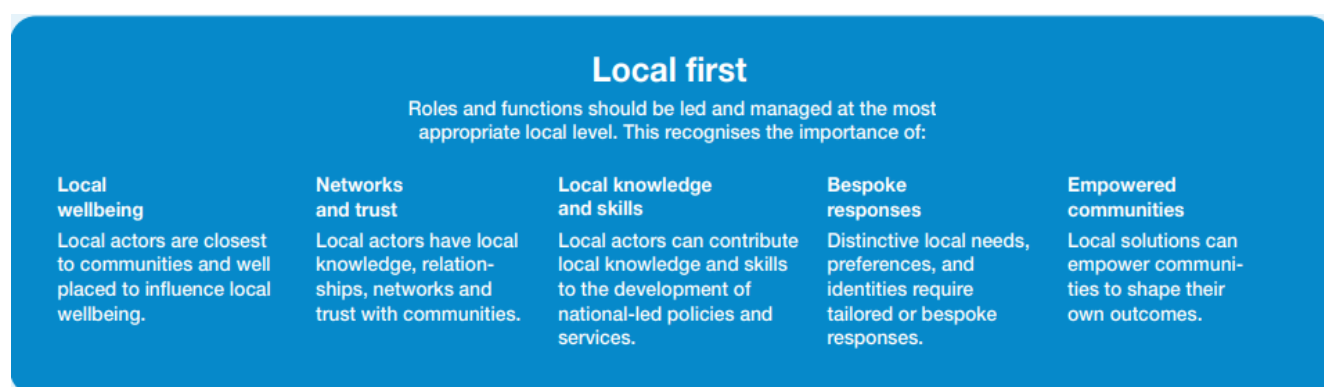 Local first
Roles and functions should be led and managed at the most
appropriate local level. This recognises the importance of:
Local
wellbeing
Local actors are closest
to communities and well
placed to influence local
wellbeing.
Networks
and trust
Local actors have local
knowledge, relation-
ships, networks and
trust with communities.
Local knowledge
and skills
Local actors can contribute
local knowledge and skills
to the development of
national-led policies and
services.
Bespoke
responses
Distinctive local needs,
preferences, and
identities require
tailored or bespoke
responses.
Empowered
communities
Local solutions can
empower communi-
ties to shape their
own outcomes.